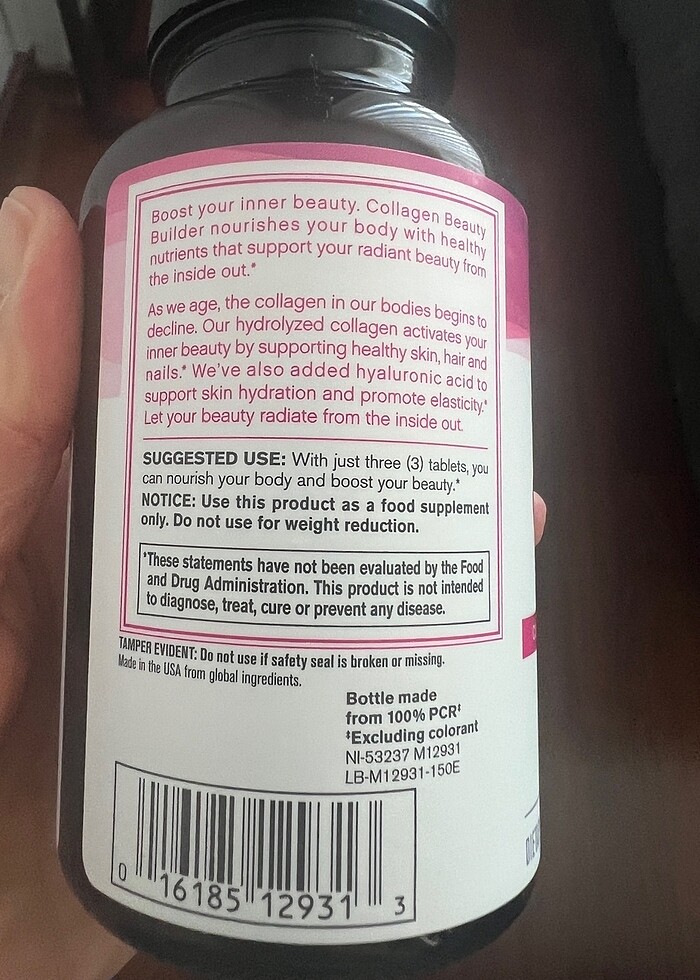 Boost your inner beauty. Collagen Beauty
Builder nourishes your body with healthy
nutrients that support your radiant beauty from
the inside out.*
As we age, the collagen in our bodies begins to
decline. Our hydrolyzed collagen activates your
inner beauty by supporting healthy skin, hair and
nails.* We've also added hyaluronic acid to
support skin hydration and promote elasticity.*
Let your beauty radiate from the inside out.
SUGGESTED USE: With just three (3) tablets, you
can nourish your body and boost your beauty.*
NOTICE: Use this product as a food supplement
only. Do not use for weight reduction.
*These statements have not been evaluated by the Food
and Drug Administration. This product is not intended
to diagnose, treat, cure or prevent any disease.
TAMPER EVIDENT: Do not use if safety seal is broken or missing.
Made in the USA from global ingredients.
Bottle made
from 100% PCR‡
‡Excluding colorant
NI-53237 M12931
LB-M12931-150E
0 16185 12931 3